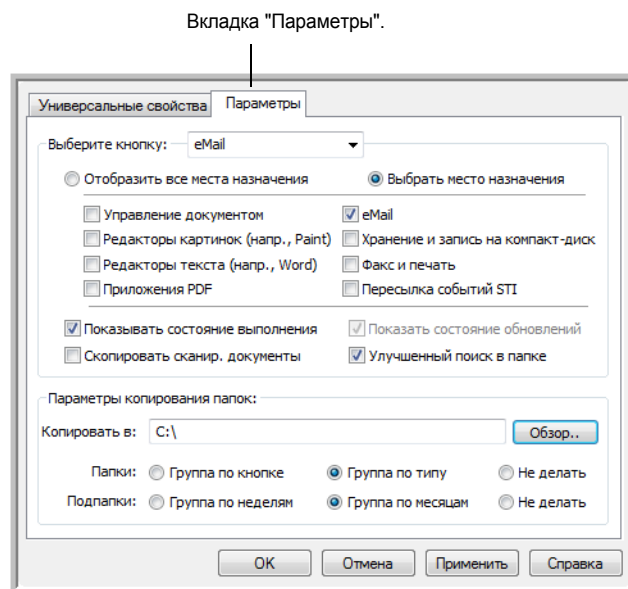 Вкладка "Параметры".
Универсальные свойства Параметры
Выберите кнопку: eMail
Отобразить все места назначения Выбрать место назначения
Управление документом eMail
Редакторы картинок (напр., Paint) Хранение и запись на компакт-диск
Редакторы текста (напр., Word) Факс и печать
Приложения PDF Пересылка событий STI
Показывать состояние выполнения Показать состояние обновлений
Скопировать сканир. документы Улучшенный поиск в папке
Параметры копирования папок:
Копировать в: C:\ Обзор..
Папки: Группа по кнопке Группа по типу Не делать
Подпапки: Группа по неделям Группа по месяцам Не делать
OK Отмена Применить Справка